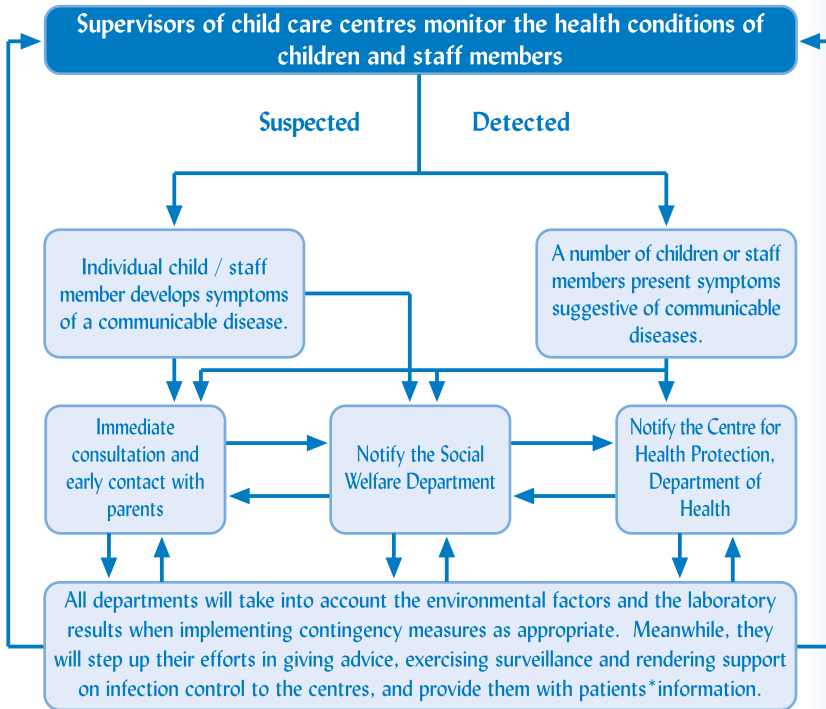 Supervisors of child care centres monitor the health conditions of
children and staff members
Suspected
Detected
Individual child / staff
member develops symptoms
of a communicable disease.
A number of children or staff
members present symptoms
suggestive of communicable
diseases.
Immediate
consultation and
early contact with
parents
Notify the Social
Welfare Department
Notify the Centre for
Health Protection,
Department of
Health
All departments will take into account the environmental factors and the laboratory
results when implementing contingency measures as appropriate. Meanwhile, they
will step up their efforts in giving advice, exercising surveillance and rendering support
on infection control to the centres, and provide them with patients*information.